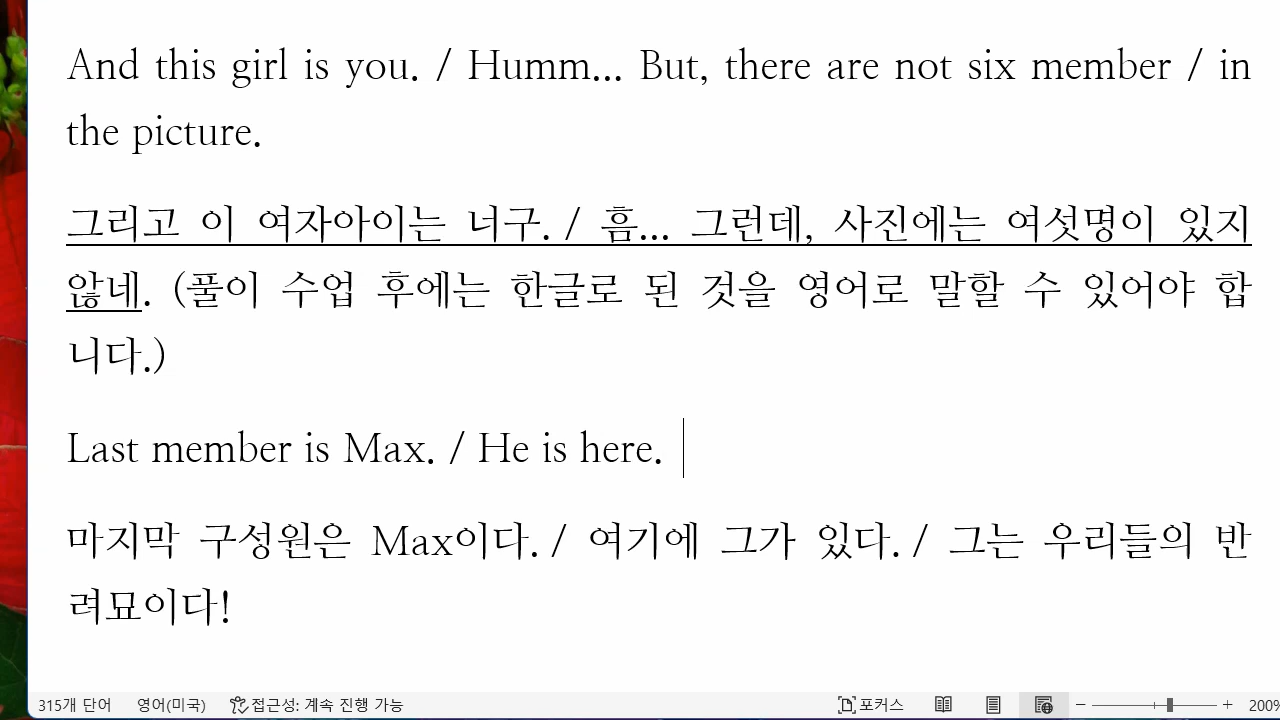 And this girl is you. / Humm... But, there are not six member / in
the picture.
그리고 이 여자아이는 너구. / 흠... 그런데, 사진에는 여섯명이 있지
않네. (풀이 수업 후에는 한글로 된 것을 영어로 말할 수 있어야 합
니다.)
Last member is Max. / He is here.
마지막 구성원은 Max이다. / 여기에 그가 있다. / 그는 우리들의 반
려묘이다!
315개 단어 영어(미국) 접근성: 계속 진행 가능 포커스 200%